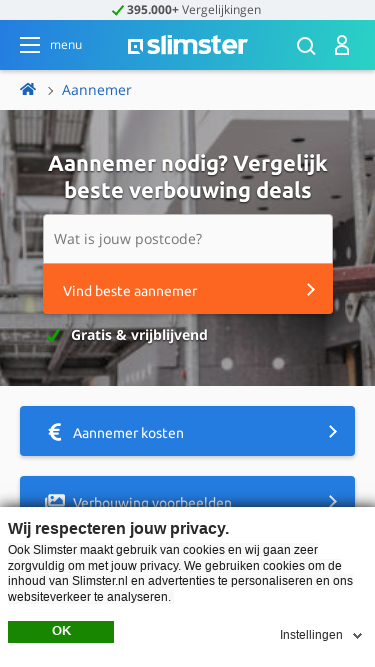 395.000+ Vergelijkingen
menu
slimster
Aannemer
Aannemer nodig? Vergelijk
beste verbouwing deals
Wat is jouw postcode?
Vind beste aannemer
Gratis & vrijblijvend
€ Aannemer kosten
Verbouwing voorbeelden
Wij respecteren jouw privacy.
Ook Slimster maakt gebruik van cookies en wij gaan zeer
zorgvuldig om met jouw privacy. We gebruiken cookies om de
inhoud van Slimster.nl en advertenties te personaliseren en ons
websiteverkeer te analyseren.
OK
Instellingen